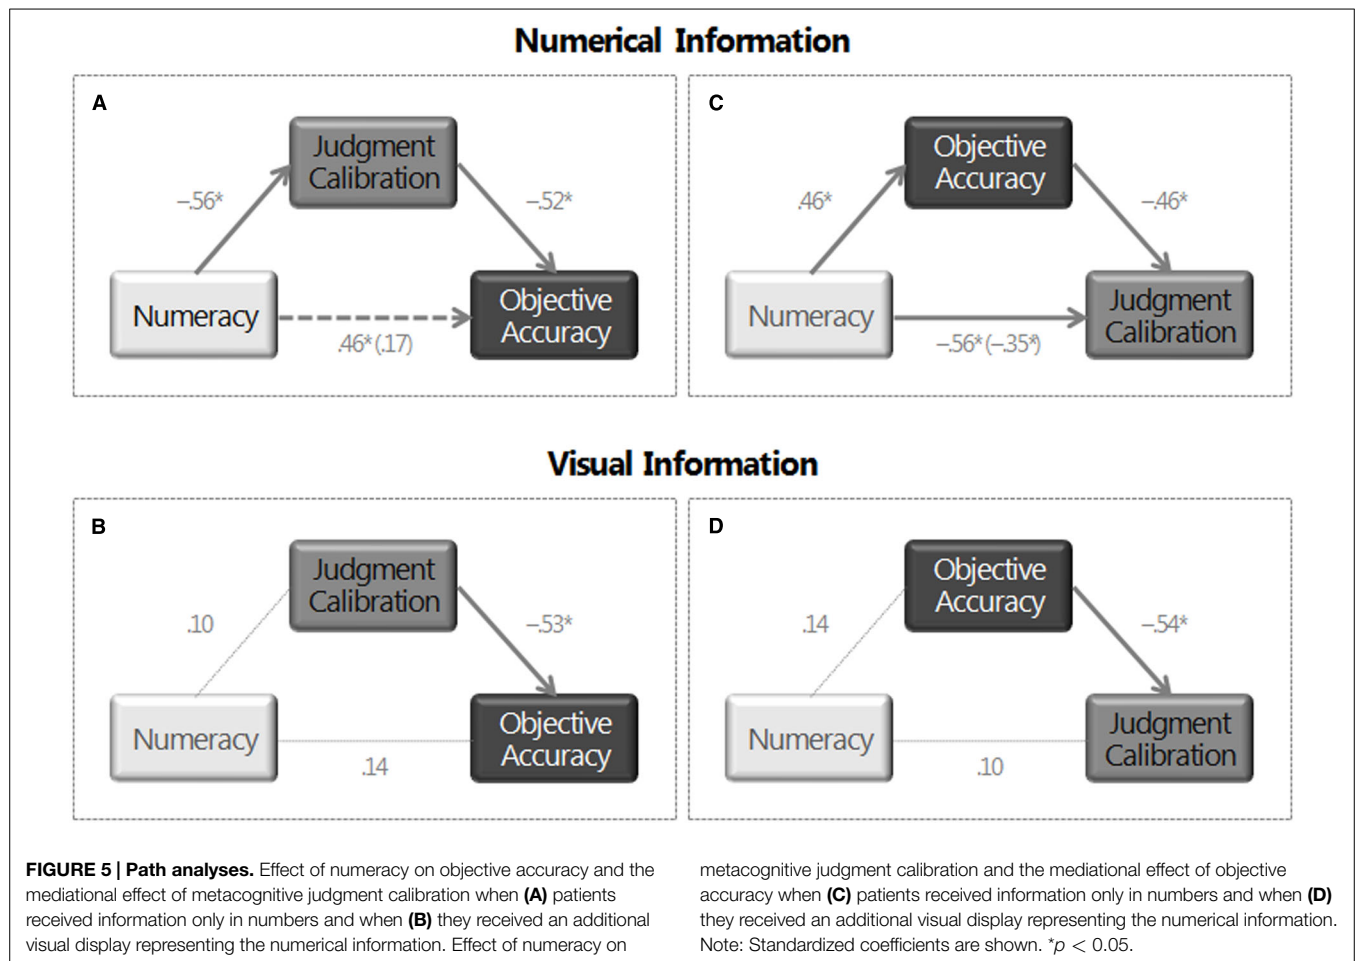 Numerical Information
A
Judgment
Calibration
–.56*
–.52*
Numeracy
Objective
Accuracy
.46* (.17)
C
Objective
Accuracy
.46*
–.46*
Numeracy
Judgment
Calibration
–.56* (–.35*)
Visual Information
B
Judgment
Calibration
.10
–.53*
Numeracy
Objective
Accuracy
.14
D
Objective
Accuracy
.14
–.54*
Numeracy
Judgment
Calibration
.10
FIGURE 5 | Path analyses. Effect of numeracy on objective accuracy and the
mediational effect of metacognitive judgment calibration when (A) patients
received information only in numbers and when (B) they received an additional
visual display representing the numerical information. Effect of numeracy on
metacognitive judgment calibration and the mediational effect of objective
accuracy when (C) patients received information only in numbers and when (D)
they received an additional visual display representing the numerical information.
Note: Standardized coefficients are shown. *p < 0.05.